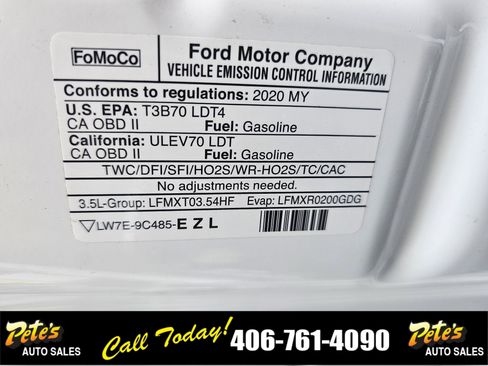 FoMoCo
Ford Motor Company
VEHICLE EMISSION CONTROL INFORMATION
Conforms to regulations: 2020 MY
U.S. EPA: T3B70 LDT4
CA OBD II Fuel: Gasoline
California: ULEV70 LDT
CA OBD II Fuel: Gasoline
TWC/DFI/SFI/HO2S/WR-HO2S/TC/CAC
No adjustments needed.
3.5L-Group: LFMXT03.54HF Evap: LFMXR0200GDG
LW7E-9C485-EZL
Pete's
AUTO SALES
Call Today! 406-761-4090
Pete's
AUTO SALES